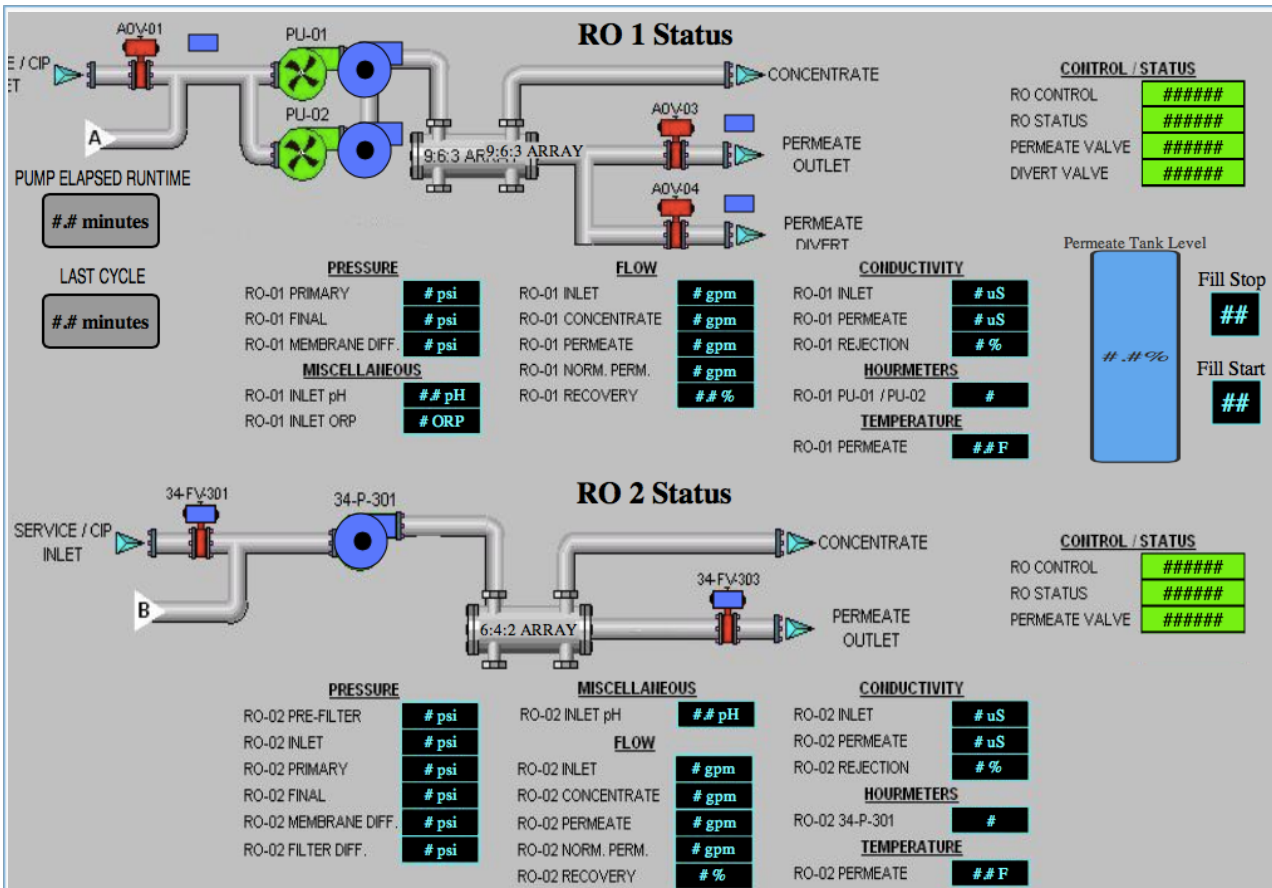 RO 1 Status
AOV-01
PU-01
E / CIP
ET
CONCENTRATE
CONTROL / STATUS
RO CONTROL ######
RO STATUS ######
PERMEATE VALVE ######
DIVERT VALVE ######
A
PU-02
AOV-03
9:6:3 ARRAY 9:6:3 ARRAY
PERMEATE
OUTLET
AOV-04
PERMEATE
DIVERT
PUMP ELAPSED RUNTIME
#.# minutes
LAST CYCLE
#.# minutes
PRESSURE
RO-01 PRIMARY # psi
RO-01 FINAL # psi
RO-01 MEMBRANE DIFF. # psi
MISCELLANEOUS
RO-01 INLET pH #.# pH
RO-01 INLET ORP # ORP
FLOW
RO-01 INLET # gpm
RO-01 CONCENTRATE # gpm
RO-01 PERMEATE # gpm
RO-01 NORM. PERM. # gpm
RO-01 RECOVERY #.# %
CONDUCTIVITY
RO-01 INLET # uS
RO-01 PERMEATE # uS
RO-01 REJECTION # %
HOURMETERS
RO-01 PU-01 / PU-02 #
TEMPERATURE
RO-01 PERMEATE #.# F
Permeate Tank Level
#.#%
Fill Stop
##
Fill Start
##
RO 2 Status
34-FV-301
34-P-301
SERVICE / CIP
INLET
CONCENTRATE
B
34-FV-303
6:4:2 ARRAY
PERMEATE
OUTLET
CONTROL / STATUS
RO CONTROL ######
RO STATUS ######
PERMEATE VALVE ######
PRESSURE
RO-02 PRE-FILTER # psi
RO-02 INLET # psi
RO-02 PRIMARY # psi
RO-02 FINAL # psi
RO-02 MEMBRANE DIFF. # psi
RO-02 FILTER DIFF. # psi
MISCELLANEOUS
RO-02 INLET pH #.# pH
FLOW
RO-02 INLET # gpm
RO-02 CONCENTRATE # gpm
RO-02 PERMEATE # gpm
RO-02 NORM. PERM. # gpm
RO-02 RECOVERY # %
CONDUCTIVITY
RO-02 INLET # uS
RO-02 PERMEATE # uS
RO-02 REJECTION # %
HOURMETERS
RO-02 34-P-301 #
TEMPERATURE
RO-02 PERMEATE #.# F